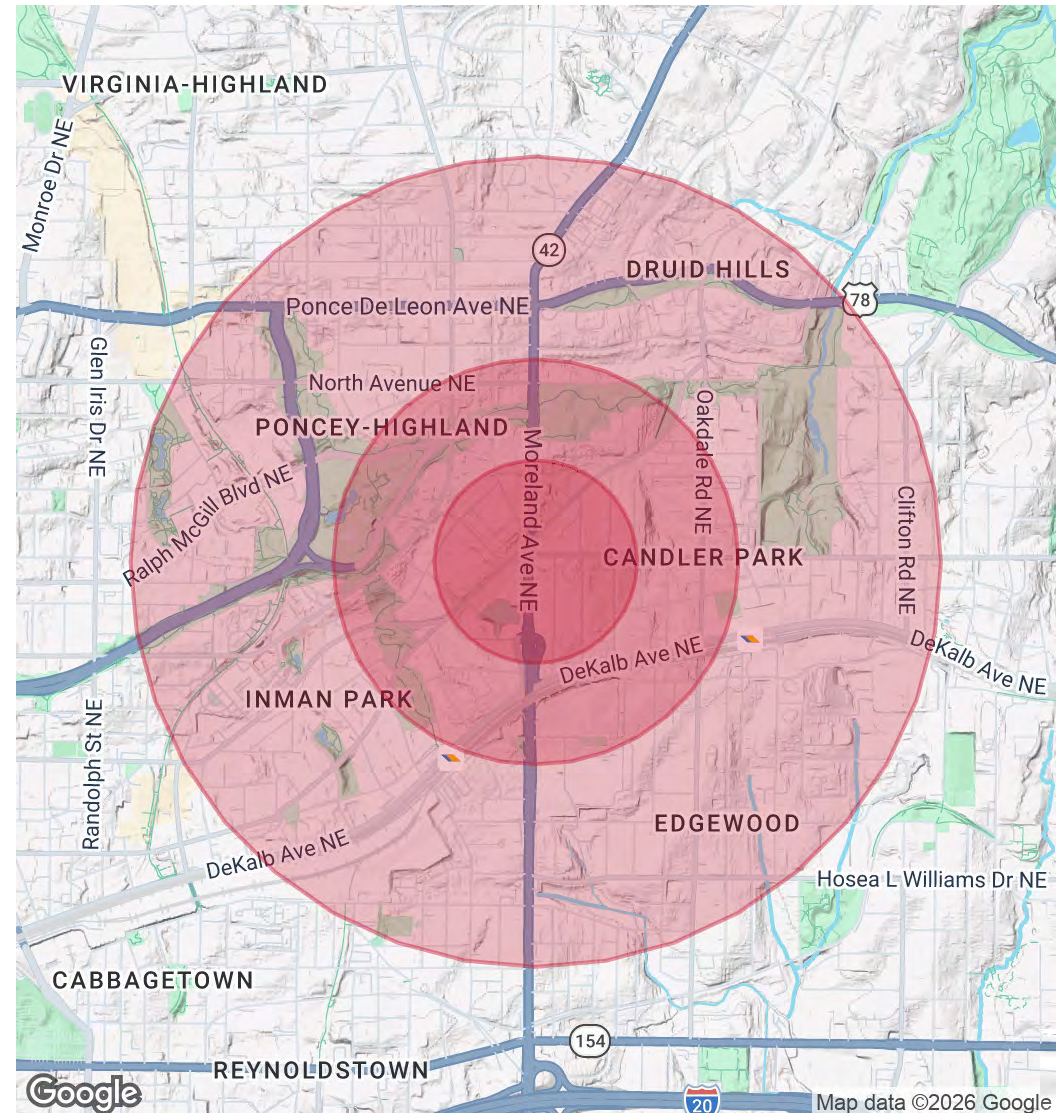 VIRGINIA-HIGHLAND
Monroe Dr NE
42
DRUID HILLS
78
Ponce De Leon Ave NE
Glen Iris Dr NE
North Avenue NE
PONCEY-HIGHLAND
Oakdale Rd NE
Moreland Ave NE
Ralph McGill Blvd NE
Clifton Rd NE
CANDLER PARK
DeKalb Ave NE
DeKalb Ave NE
INMAN PARK
Randolph St NE
EDGEWOOD
DeKalb Ave NE
Hosea L Williams Dr NE
CABBAGETOWN
154
REYNOLDSTOWN
20
Google
Map data ©2026 Google